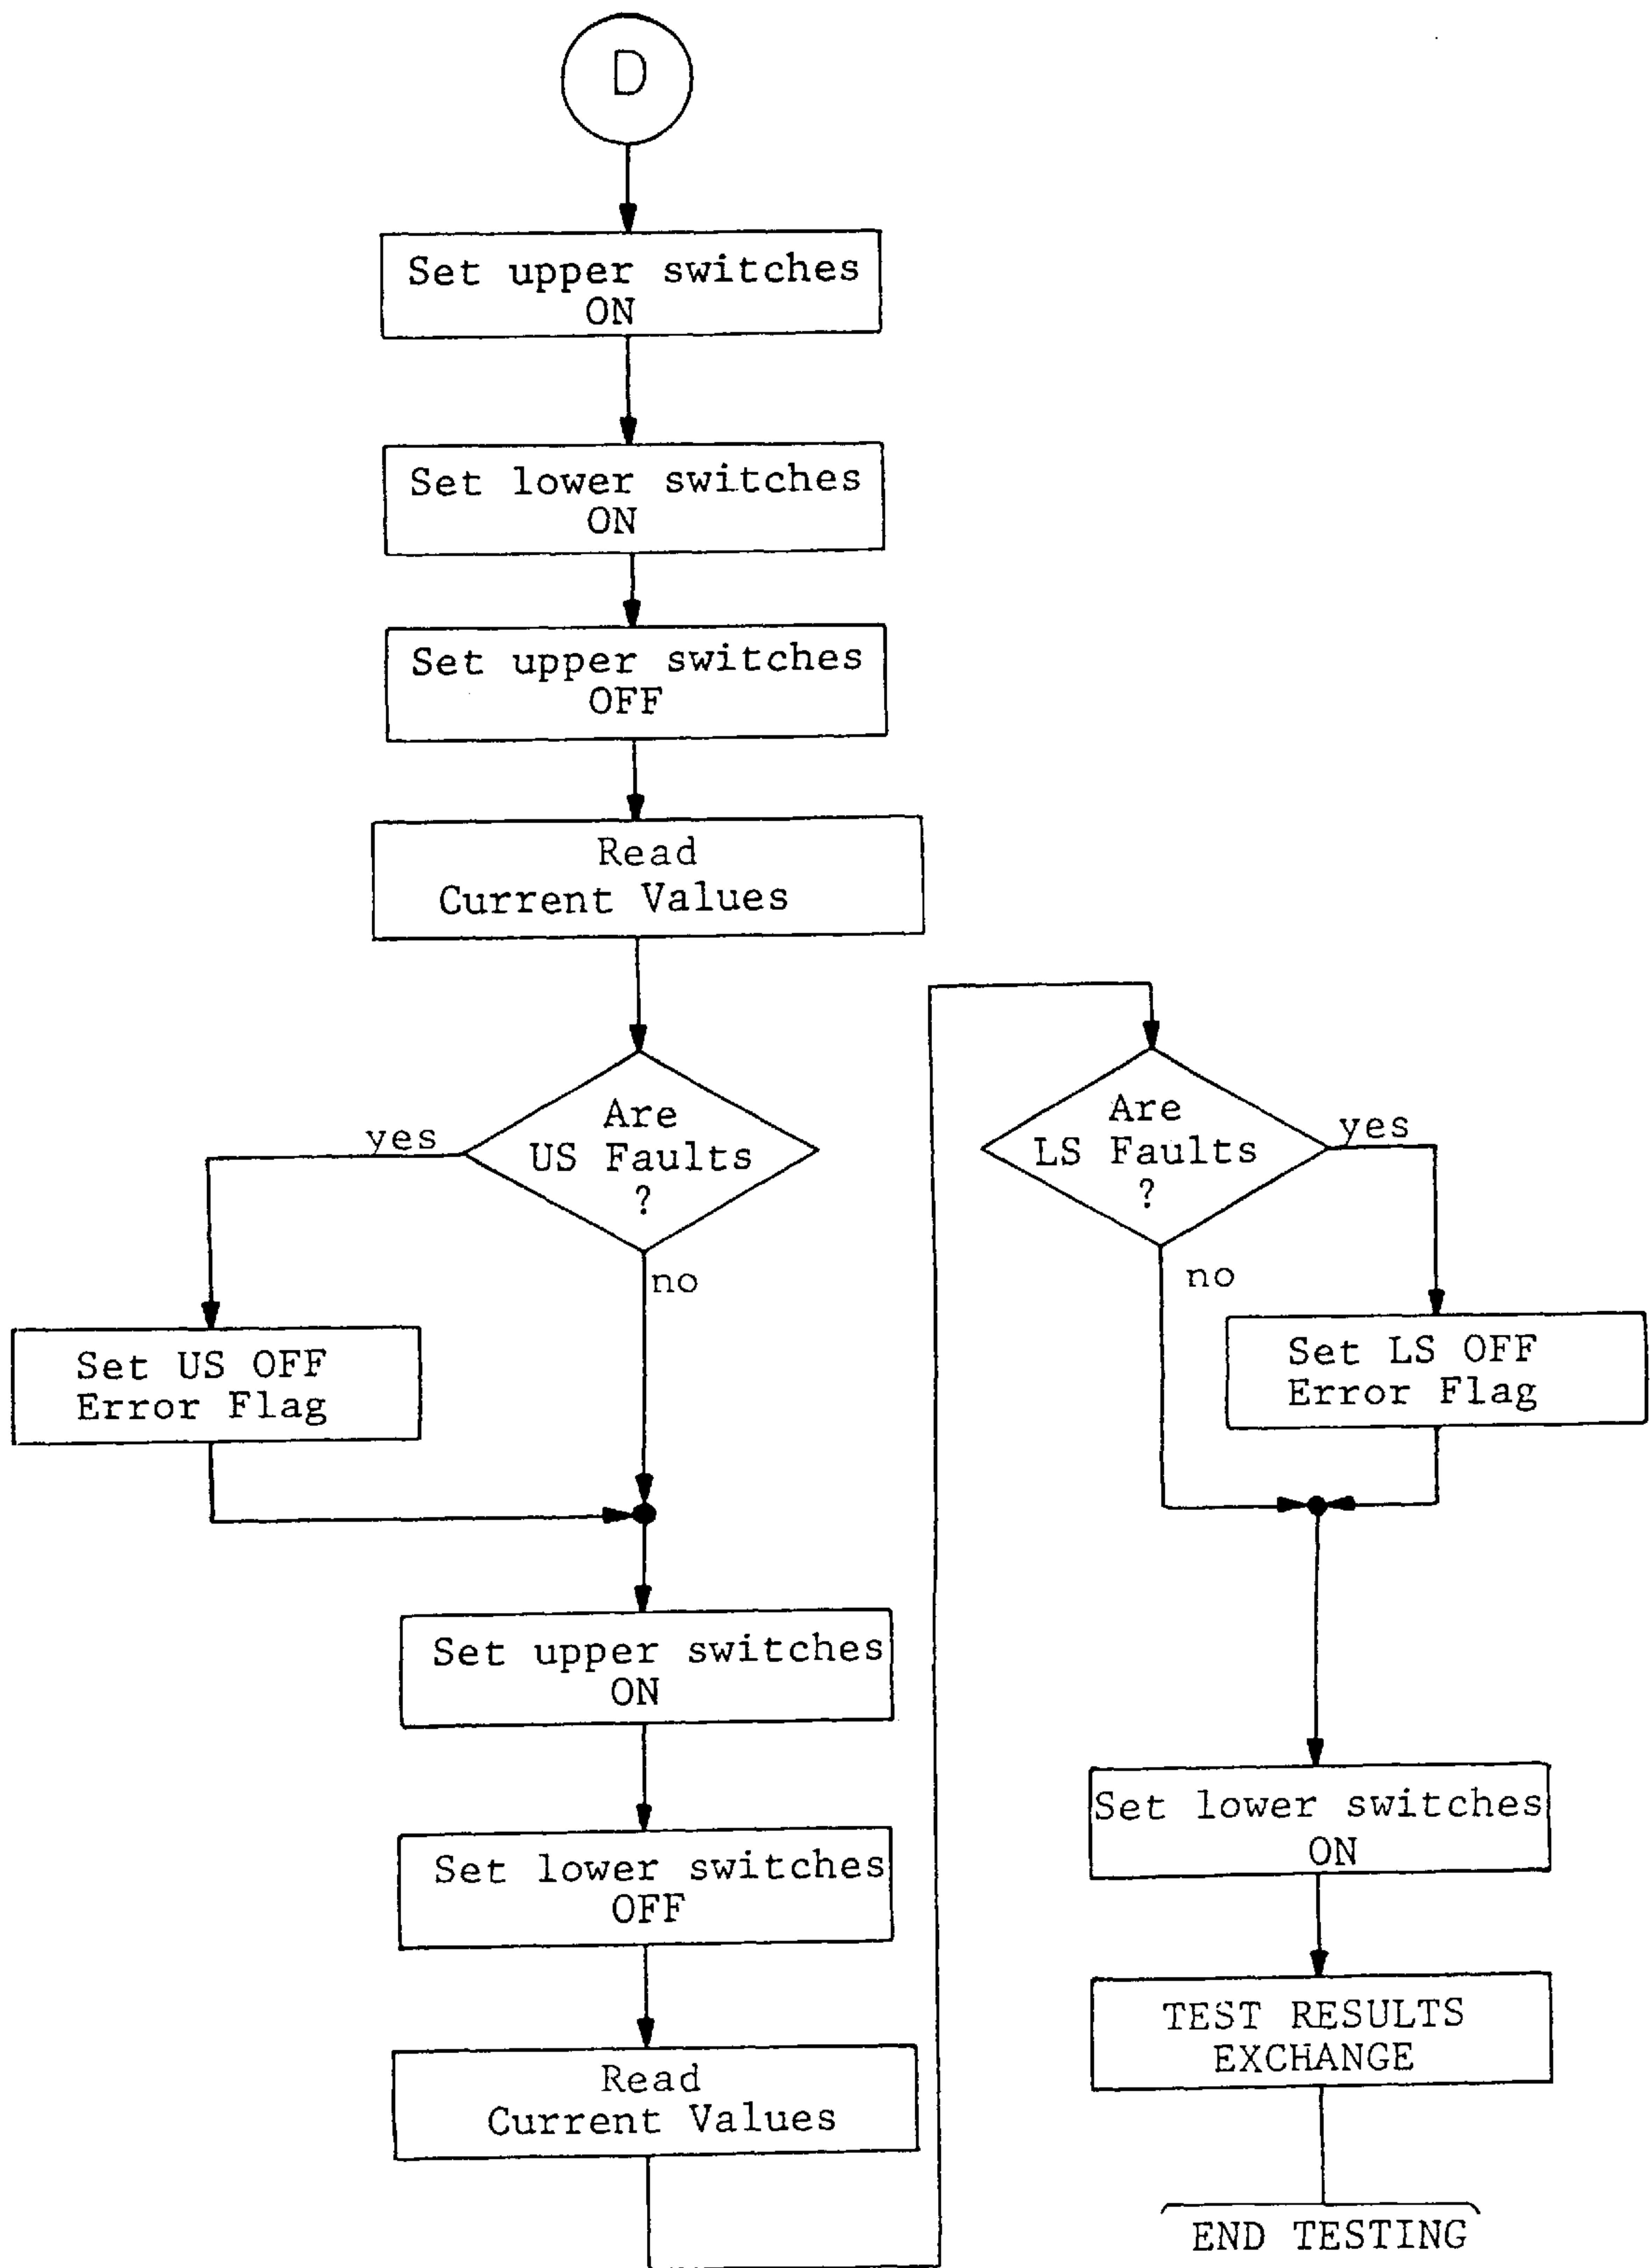 D
Set upper switches
ON
Set lower switches
ON
Set upper switches
OFF
Read
Current Values
Are
US Faults
?
yes
no
Set US OFF
Error Flag
Set upper switches
ON
Set lower switches
OFF
Read
Current Values
Are
LS Faults
?
yes
no
Set LS OFF
Error Flag
Set lower switches
ON
TEST RESULTS
EXCHANGE
END TESTING